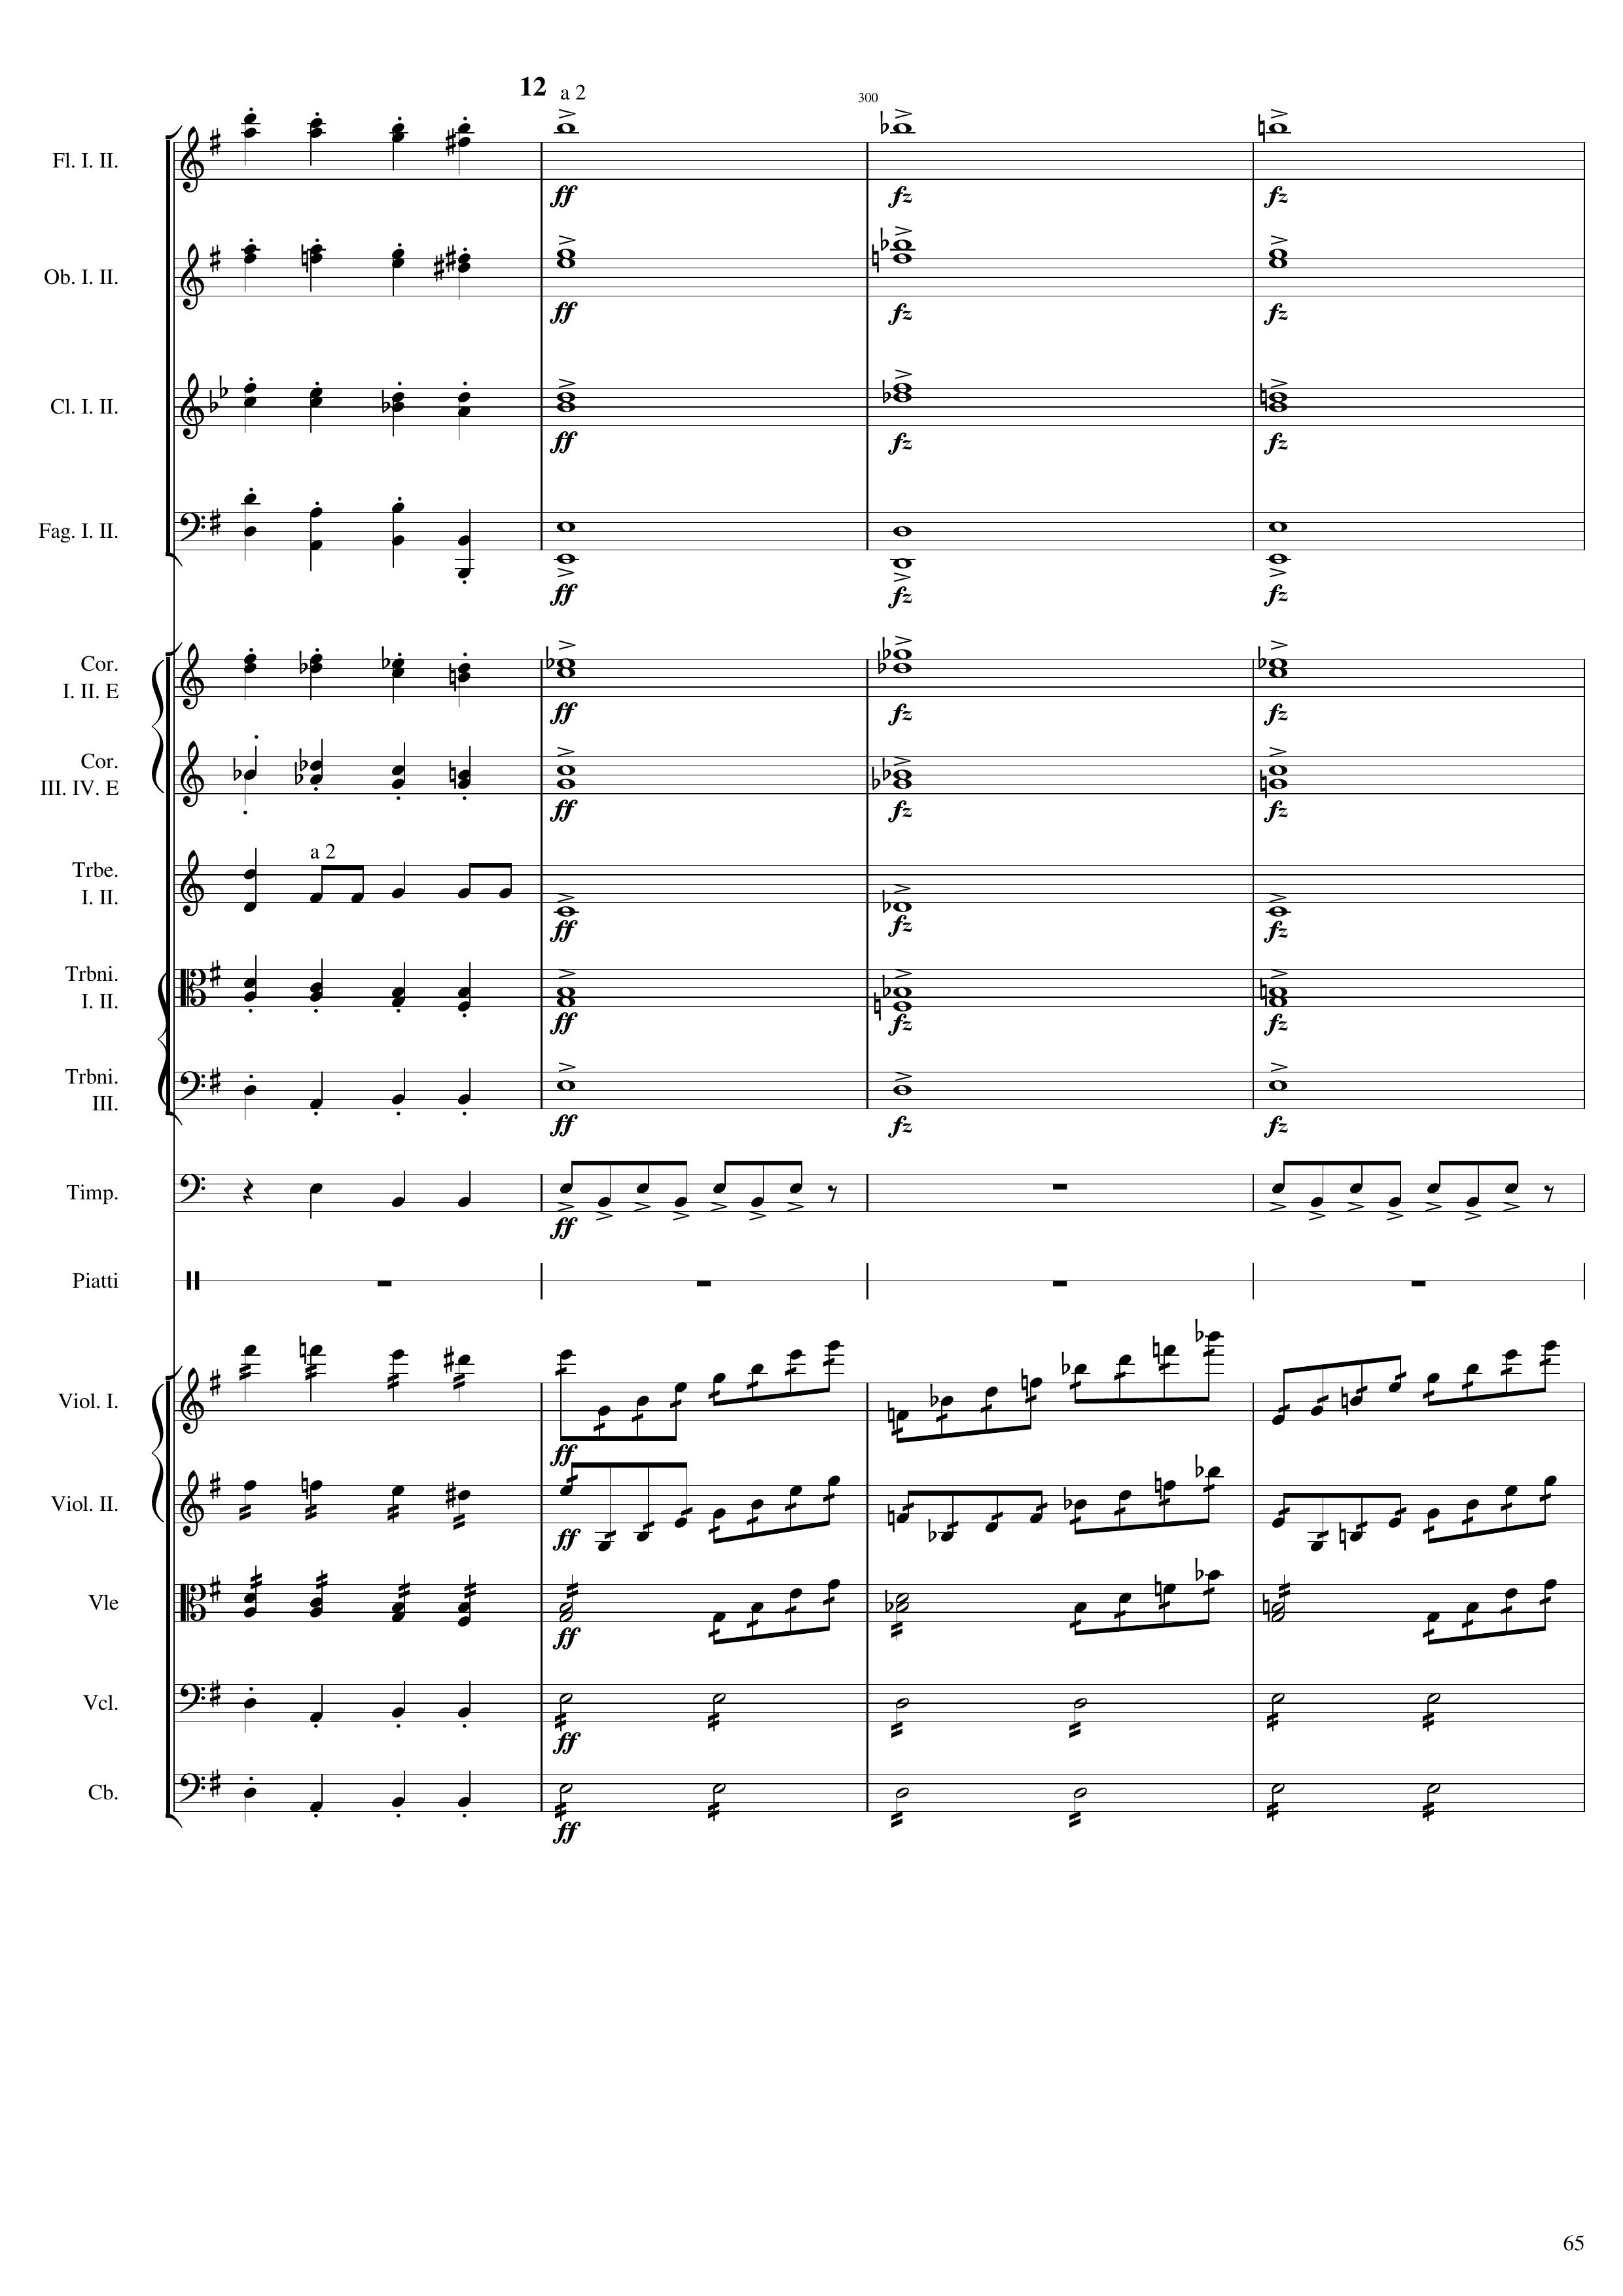 12
a 2
300
Fl. I. II.
ff
fz
fz
Ob. I. II.
ff
fz
fz
Cl. I. II.
ff
fz
fz
Fag. I. II.
ff
fz
fz
Cor.
I. II. E
ff
fz
fz
Cor.
III. IV. E
ff
fz
fz
a 2
Trbe.
I. II.
ff
fz
fz
Trbni.
I. II.
ff
fz
fz
Trbni.
III.
ff
fz
fz
Timp.
ff
Piatti
Viol. I.
ff
Viol. II.
ff
Vle
ff
Vcl.
ff
Cb.
ff
65